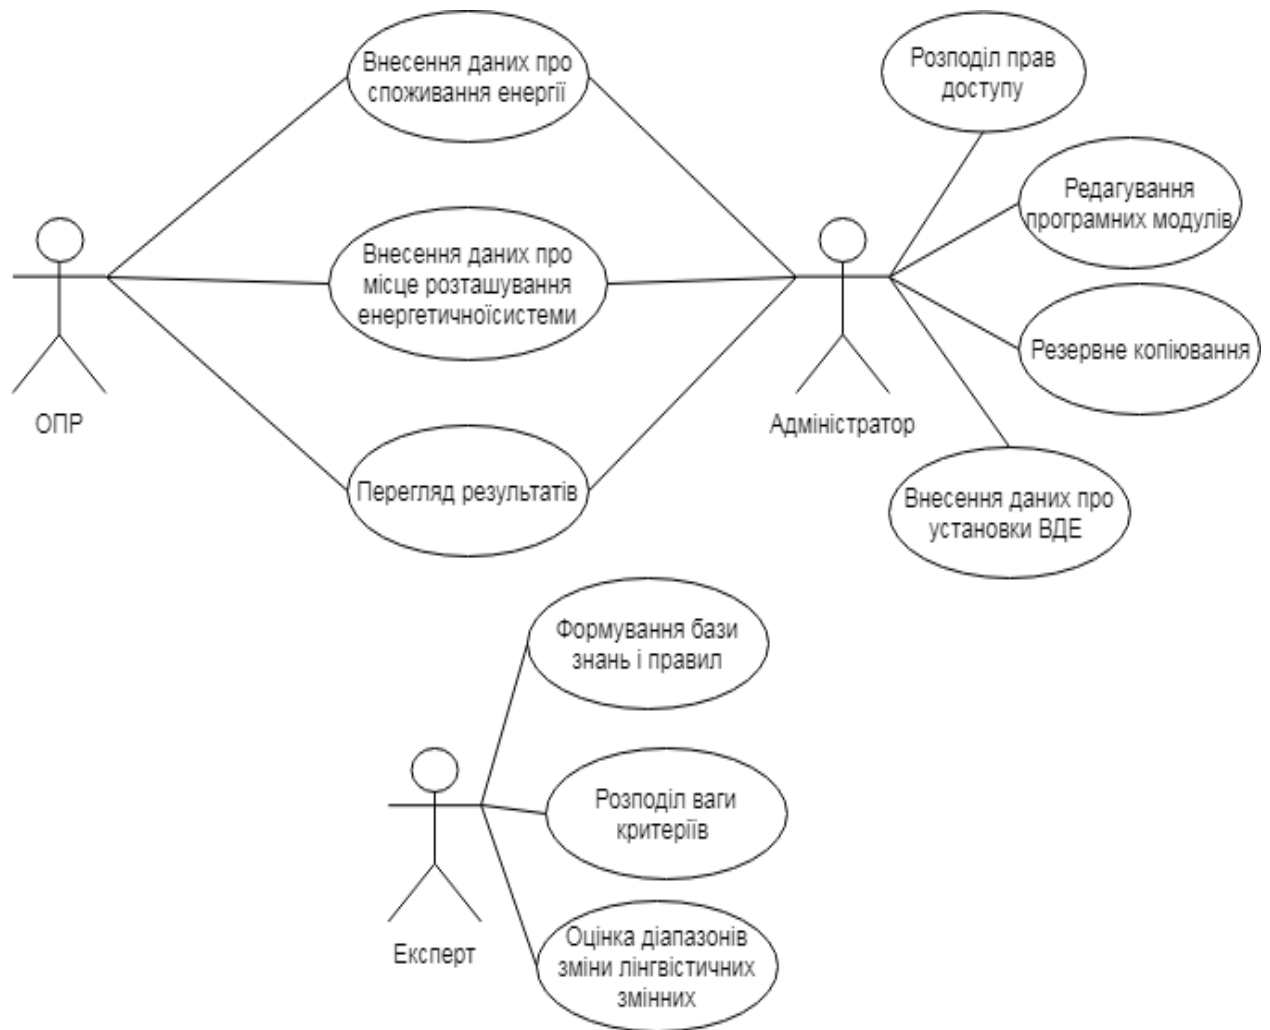 Внесення даних про
споживання енергії
Розподіл прав
доступу
Редагування
програмних модулів
Внесення даних про
місце розташування
енергетичноїсистеми
Резервне копіювання
ОПР
Адміністратор
Перегляд результатів
Внесення даних про
установки ВДЕ
Формування бази
знань і правил
Розподіл ваги
критеріїв
Експерт
Оцінка діапазонів
зміни лінгвістичних
змінних